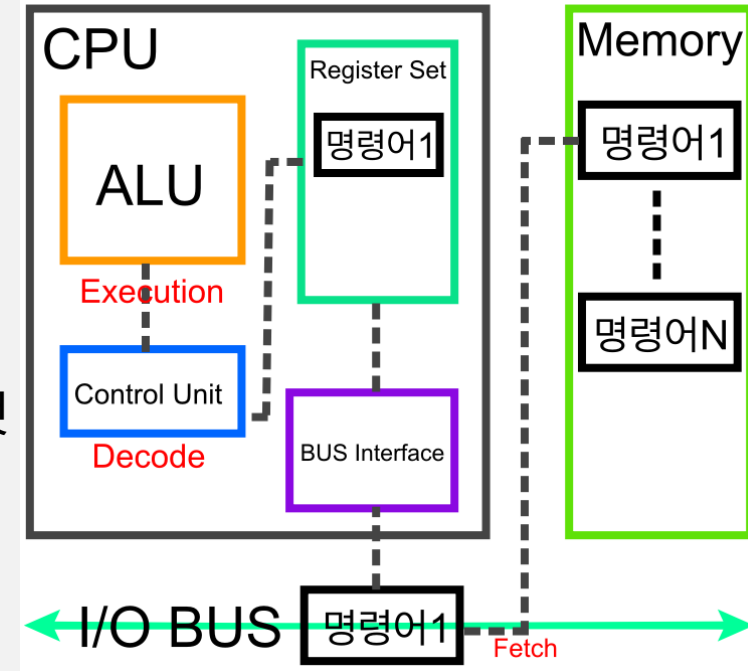 CPU
Register Set
명령어1
ALU
Execution
Control Unit
Decode
BUS Interface
Memory
명령어1
명령어N
I/O BUS
명령어1
Fetch